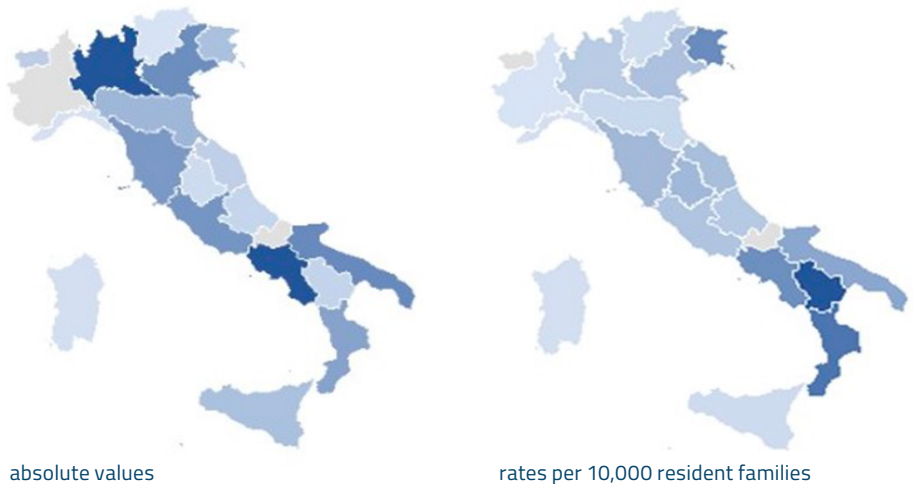 absolute values
rates per 10,000 resident families